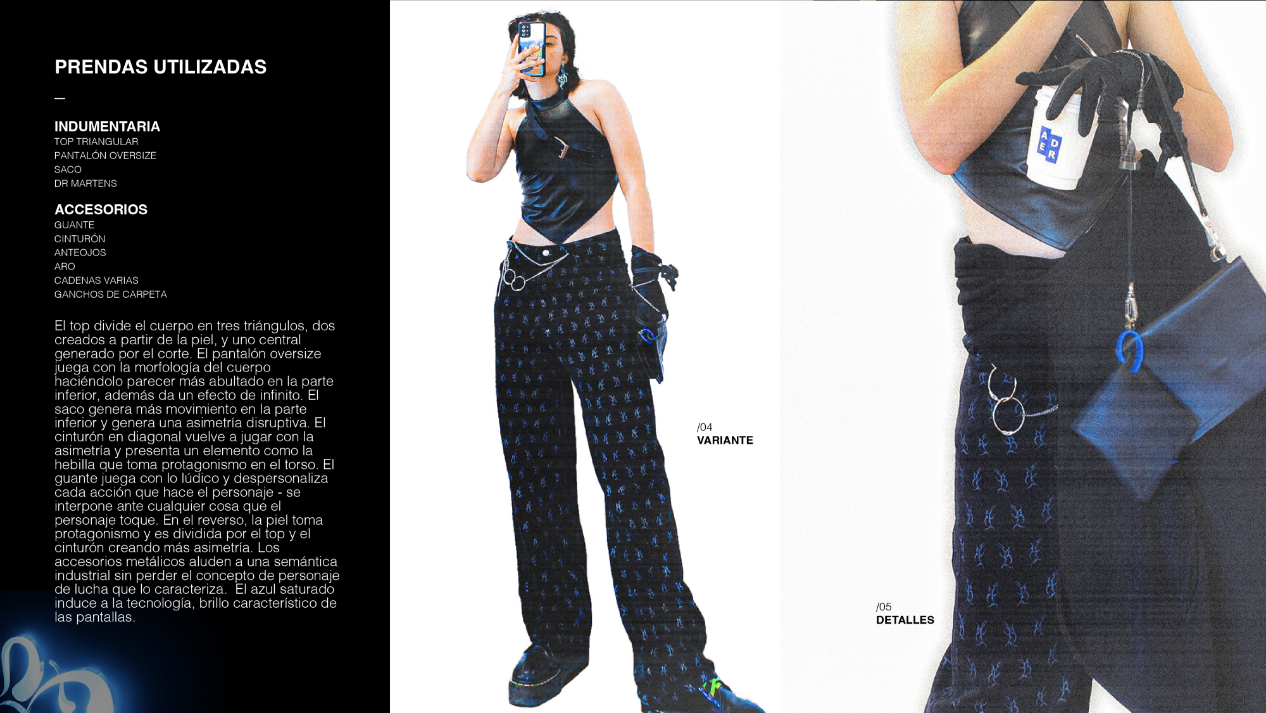 PRENDAS UTILIZADAS
—
INDUMENTARIA
TOP TRIANGULAR
PANTALÓN OVERSIZE
SACO
DR MARTENS
ACCESORIOS
GUANTE
CINTURÓN
ANTEOJOS
ARO
CADENAS VARIAS
GANCHOS DE CARPETA
El top divide el cuerpo en tres triángulos, dos
creados a partir de la piel, y uno central
generado por el corte. El pantalón oversize
juega con la morfología del cuerpo
haciéndolo parecer más abultado en la parte
inferior, además da un efecto de infinito. El
saco genera más movimiento en la parte
inferior y genera una asimetría disruptiva. El
cinturón en diagonal vuelve a jugar con la
asimetría y presenta un elemento como la
hebilla que toma protagonismo en el torso. El
guante juega con lo lúdico y despersonaliza
cada acción que hace el personaje - se
interpone ante cualquier cosa que el
personaje toque. En el reverso, la piel toma
protagonismo y es dividida por el top y el
cinturón creando más asimetría. Los
accesorios metálicos aluden a una semántica
industrial sin perder el concepto de personaje
de lucha que lo caracteriza.  El azul saturado
induce a la tecnología, brillo característico de
las pantallas.
/04
VARIANTE
/05
DETALLES
A D
E R